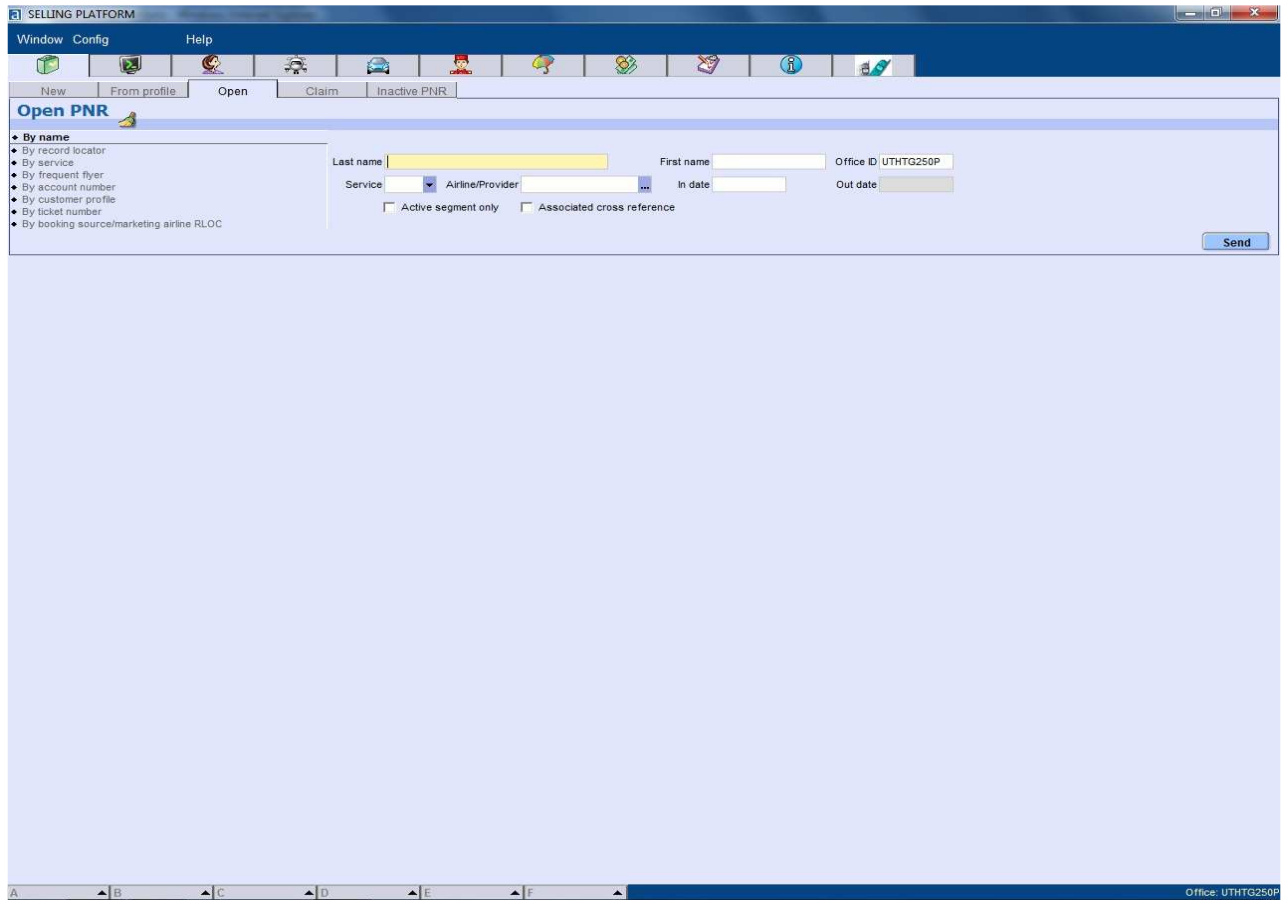 SELLING PLATFORM
Window Config Help
New From profile Open Claim Inactive PNR
Open PNR
By name
By record locator
By service
By frequent flyer
By account number
By customer profile
By ticket number
By booking source/marketing airline RLOC
Last name First name Office ID UTHTG250P
Service Airline/Provider ... In date Out date
Active segment only Associated cross reference
Send
A B C D E F Office: UTHTG250P